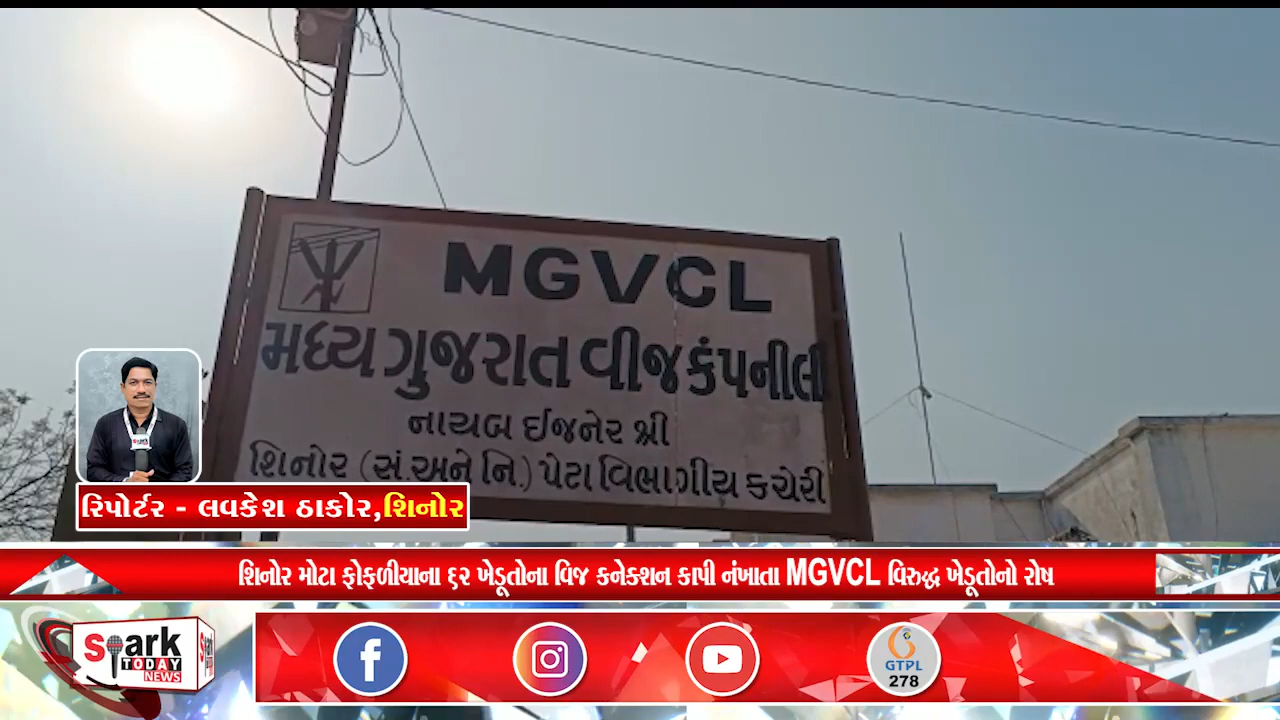 MGVCL
મધ્ય ગુજરાત વીજ કંપની લી
નાયબ ઈજનેર શ્રી
શિનોર (સં.અને નિ.) પેટા વિભાગીય કચેરી
રિપોર્ટર - લવકેશ ઠાકોર,શિનોર
શિનોર મોટા ફોફળીયાના ૬૨ ખેડૂતોના વિજ કનેક્શન કાપી નંખાતા MGVCL વિરુદ્ધ ખેડૂતોનો રોષ
Spark
TODAY
NEWS
GTPL
278